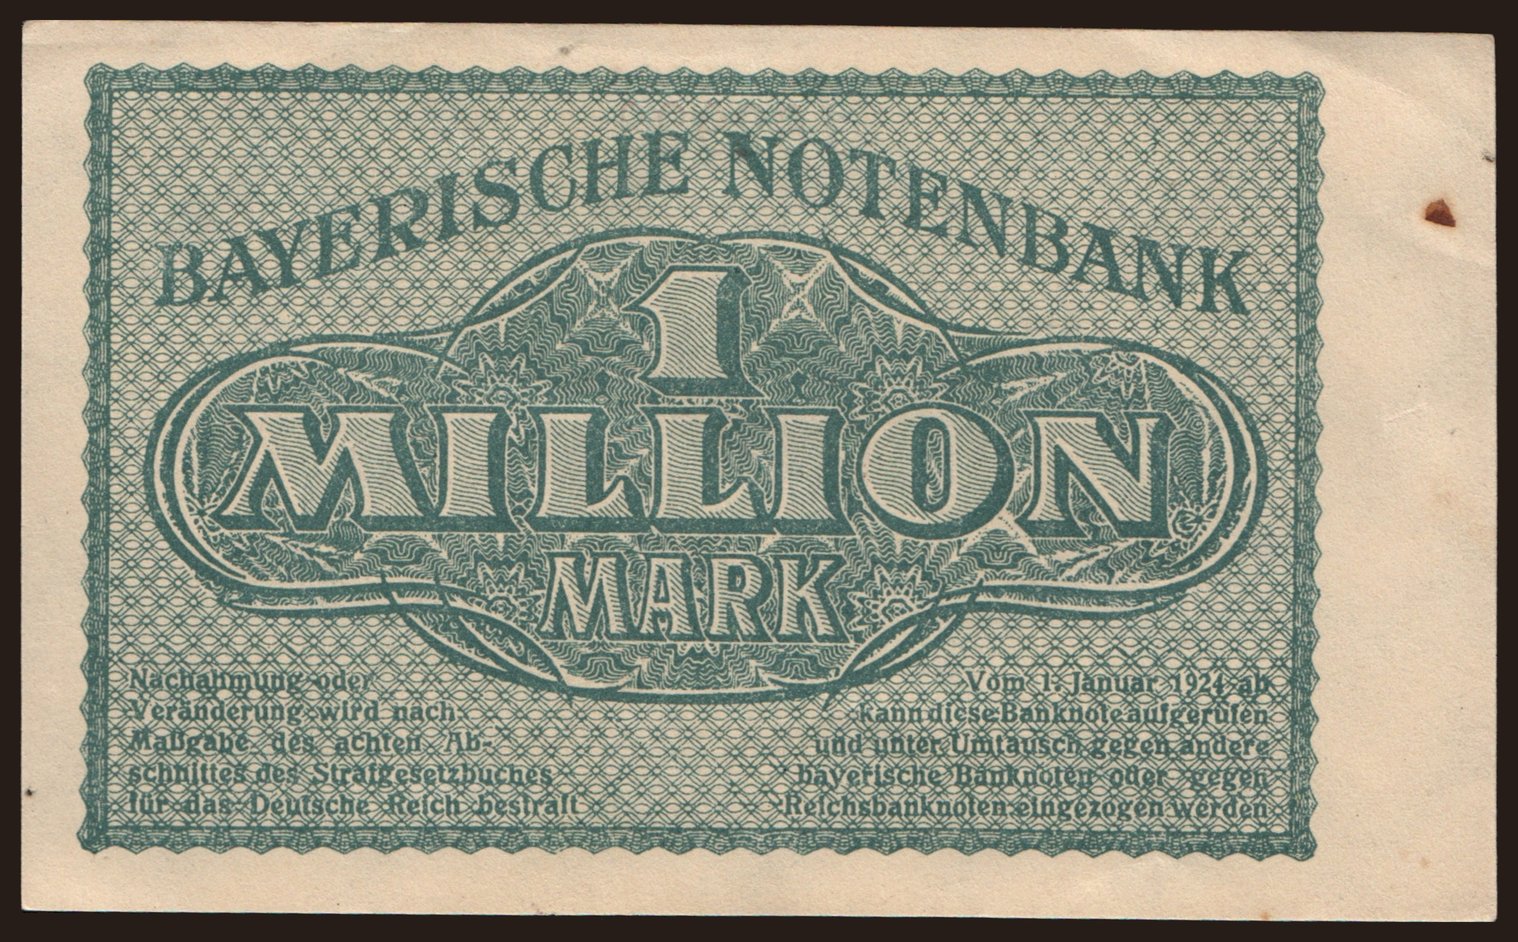 BAYERISCHE NOTENBANK
1
MILLION
MARK
Nachahmung oder
Veränderung wird nach
Maßgabe des achten Ab-
schnittes des Strafgesetzbuches
für das Deutsche Reich bestraft
Vom 1. Januar 1924 ab
kann diese Banknote aufgerufen
und unter Umtausch gegen andere
bayerische Banknoten oder gegen
Reichsbanknoten eingezogen werden